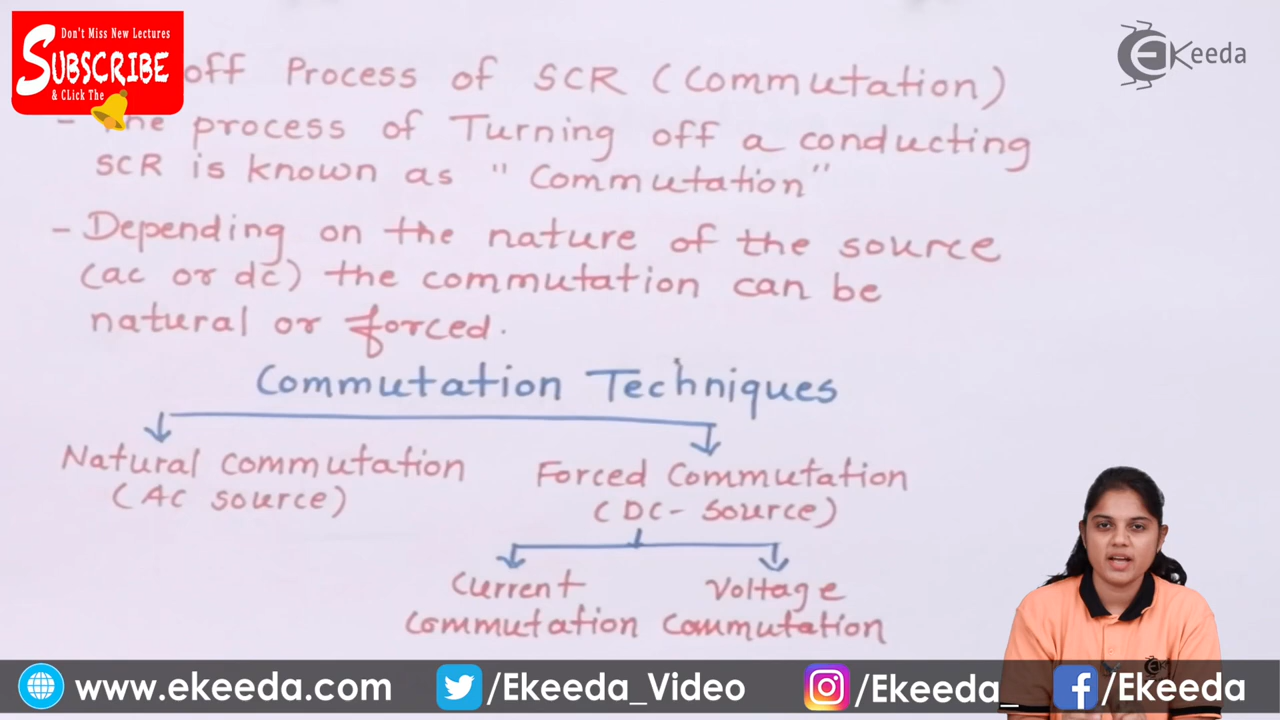 Don't Miss New Lectures
SUBSCRIBE
& Click The
EKeeda
off Process of SCR (Commutation)
- The process of Turning off a conducting
SCR is known as "Commutation"
- Depending on the nature of the source
(ac or dc) the commutation can be
natural or forced.
Commutation Techniques
Natural Commutation
(AC source)
Forced Commutation
(DC- Source)
Current
Commutation
Voltage
Commutation
www.ekeeda.com
/Ekeeda_Video
/Ekeeda_
/Ekeeda